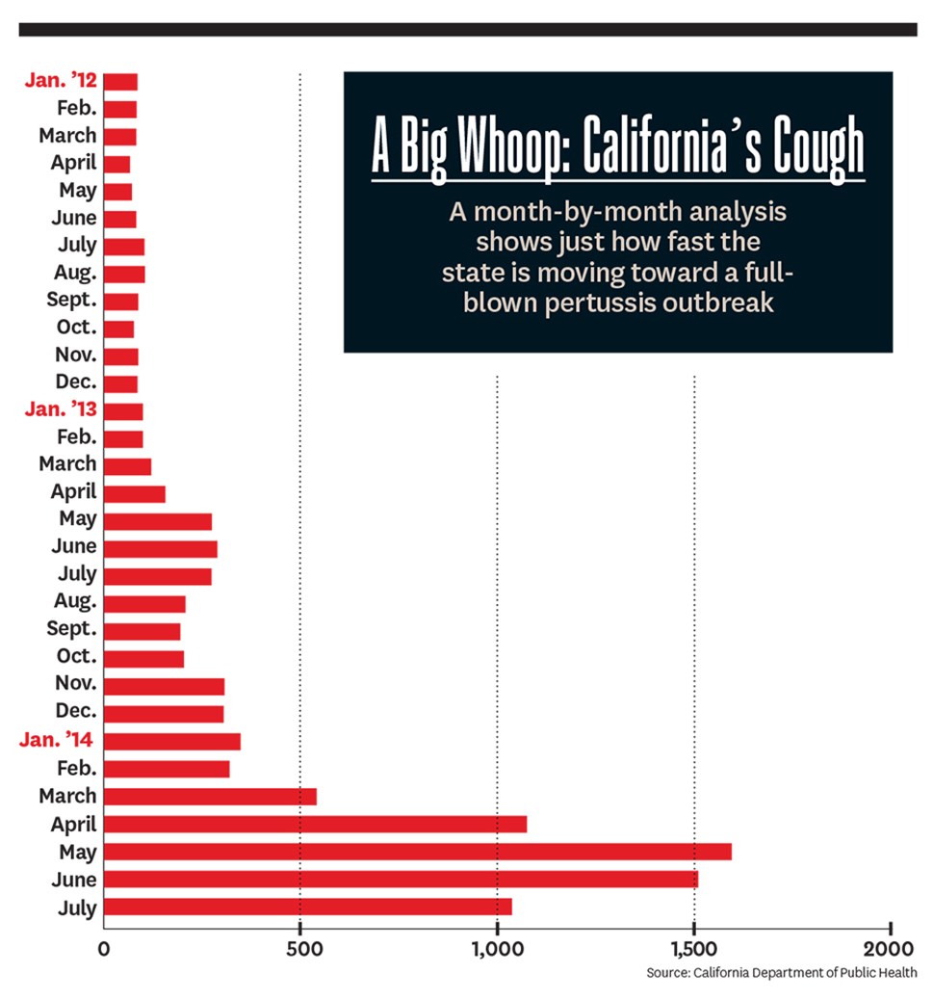 A Big Whoop: California’s Cough
A month-by-month analysis
shows just how fast the
state is moving toward a full-
blown pertussis outbreak
Jan. ’12
Feb.
March
April
May
June
July
Aug.
Sept.
Oct.
Nov.
Dec.
Jan. ’13
Feb.
March
April
May
June
July
Aug.
Sept.
Oct.
Nov.
Dec.
Jan. ’14
Feb.
March
April
May
June
July
0 500 1,000 1,500 2000
Source: California Department of Public Health